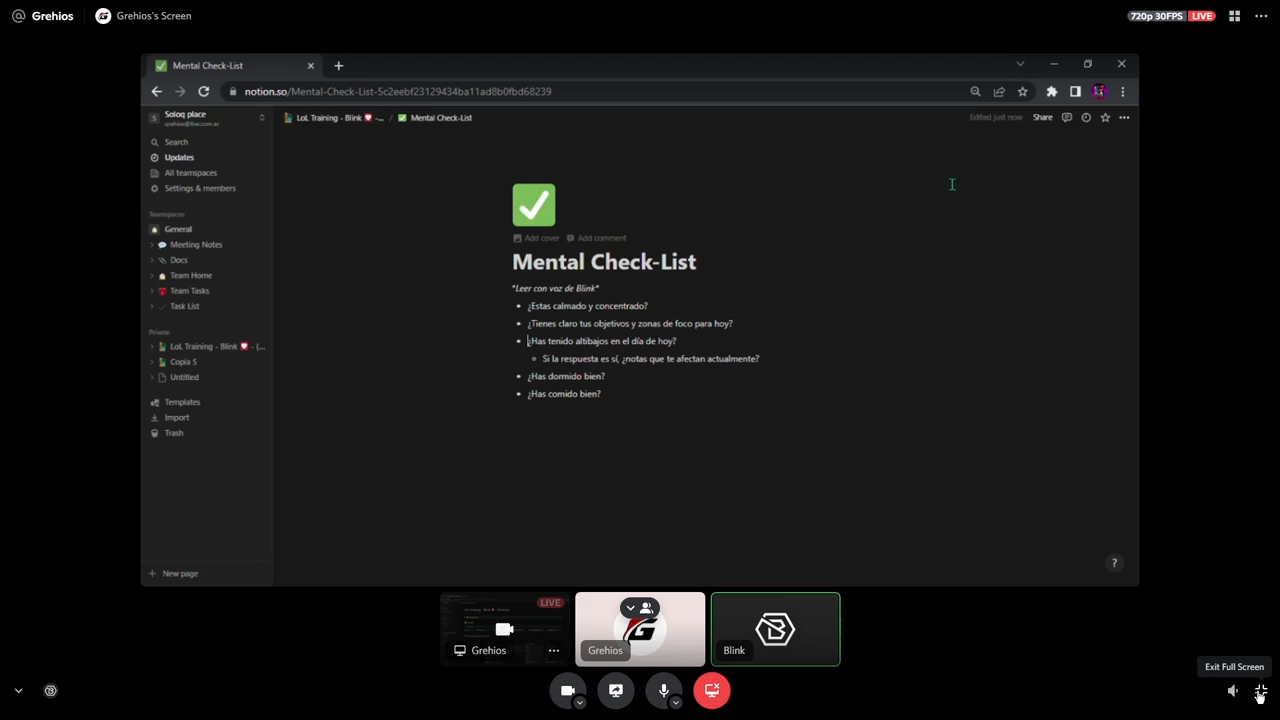 Grehios
Grehios's Screen
720p 30FPS LIVE
Mental Check-List
notion.so/Mental-Check-List-5c2eebf23129434ba11ad8b0fbd68239
S Soloq place
grehios@live.com.ar
LoL Training - Blink ... / Mental Check-List
Edited just now Share
Search
Updates
All teamspaces
Settings & members
Teamspaces
General
Meeting Notes
Docs
Team Home
Team Tasks
Task List
Private
LoL Training - Blink - (...
Copia S
Untitled
Templates
Import
Trash
New page
Add cover Add comment
Mental Check-List
*Leer con voz de Blink*
• ¿Estas calmado y concentrado?
• ¿Tienes claro tus objetivos y zonas de foco para hoy?
• ¿Has tenido altibajos en el día de hoy?
Si la respuesta es sí, ¿notas que te afectan actualmente?
• ¿Has dormido bien?
• ¿Has comido bien?
?
LIVE
Grehios
Grehios
Blink
Exit Full Screen